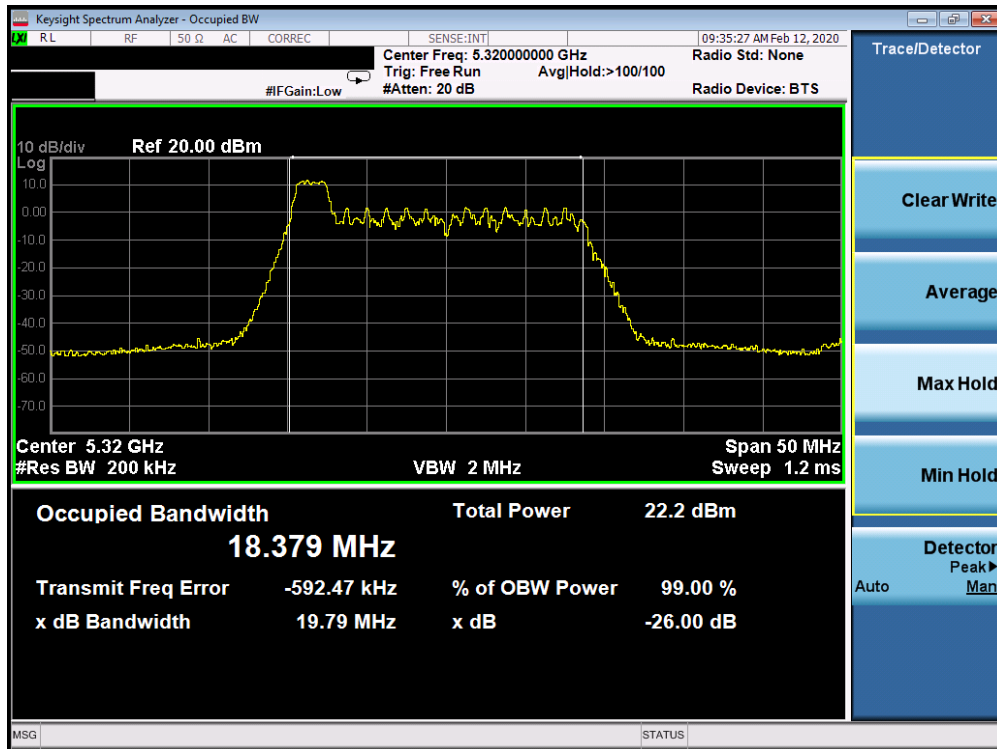 Keysight Spectrum Analyzer - Occupied BW
LXI RL RF 50 Ω AC CORREC SENSE:INT 09:35:27 AM Feb 12, 2020
Center Freq: 5.320000000 GHz Radio Std: None
Trig: Free Run Avg|Hold:>100/100
#IFGain:Low #Atten: 20 dB Radio Device: BTS
10 dB/div Ref 20.00 dBm
Log
10.0
0.00
-10.0
-20.0
-30.0
-40.0
-50.0
-60.0
-70.0
Center 5.32 GHz Span 50 MHz
#Res BW 200 kHz VBW 2 MHz Sweep 1.2 ms
Occupied Bandwidth Total Power 22.2 dBm
18.379 MHz
Transmit Freq Error -592.47 kHz % of OBW Power 99.00 %
x dB Bandwidth 19.79 MHz x dB -26.00 dB
MSG STATUS
Trace/Detector
Clear Write
Average
Max Hold
Min Hold
Detector
Peak▶
Auto Man